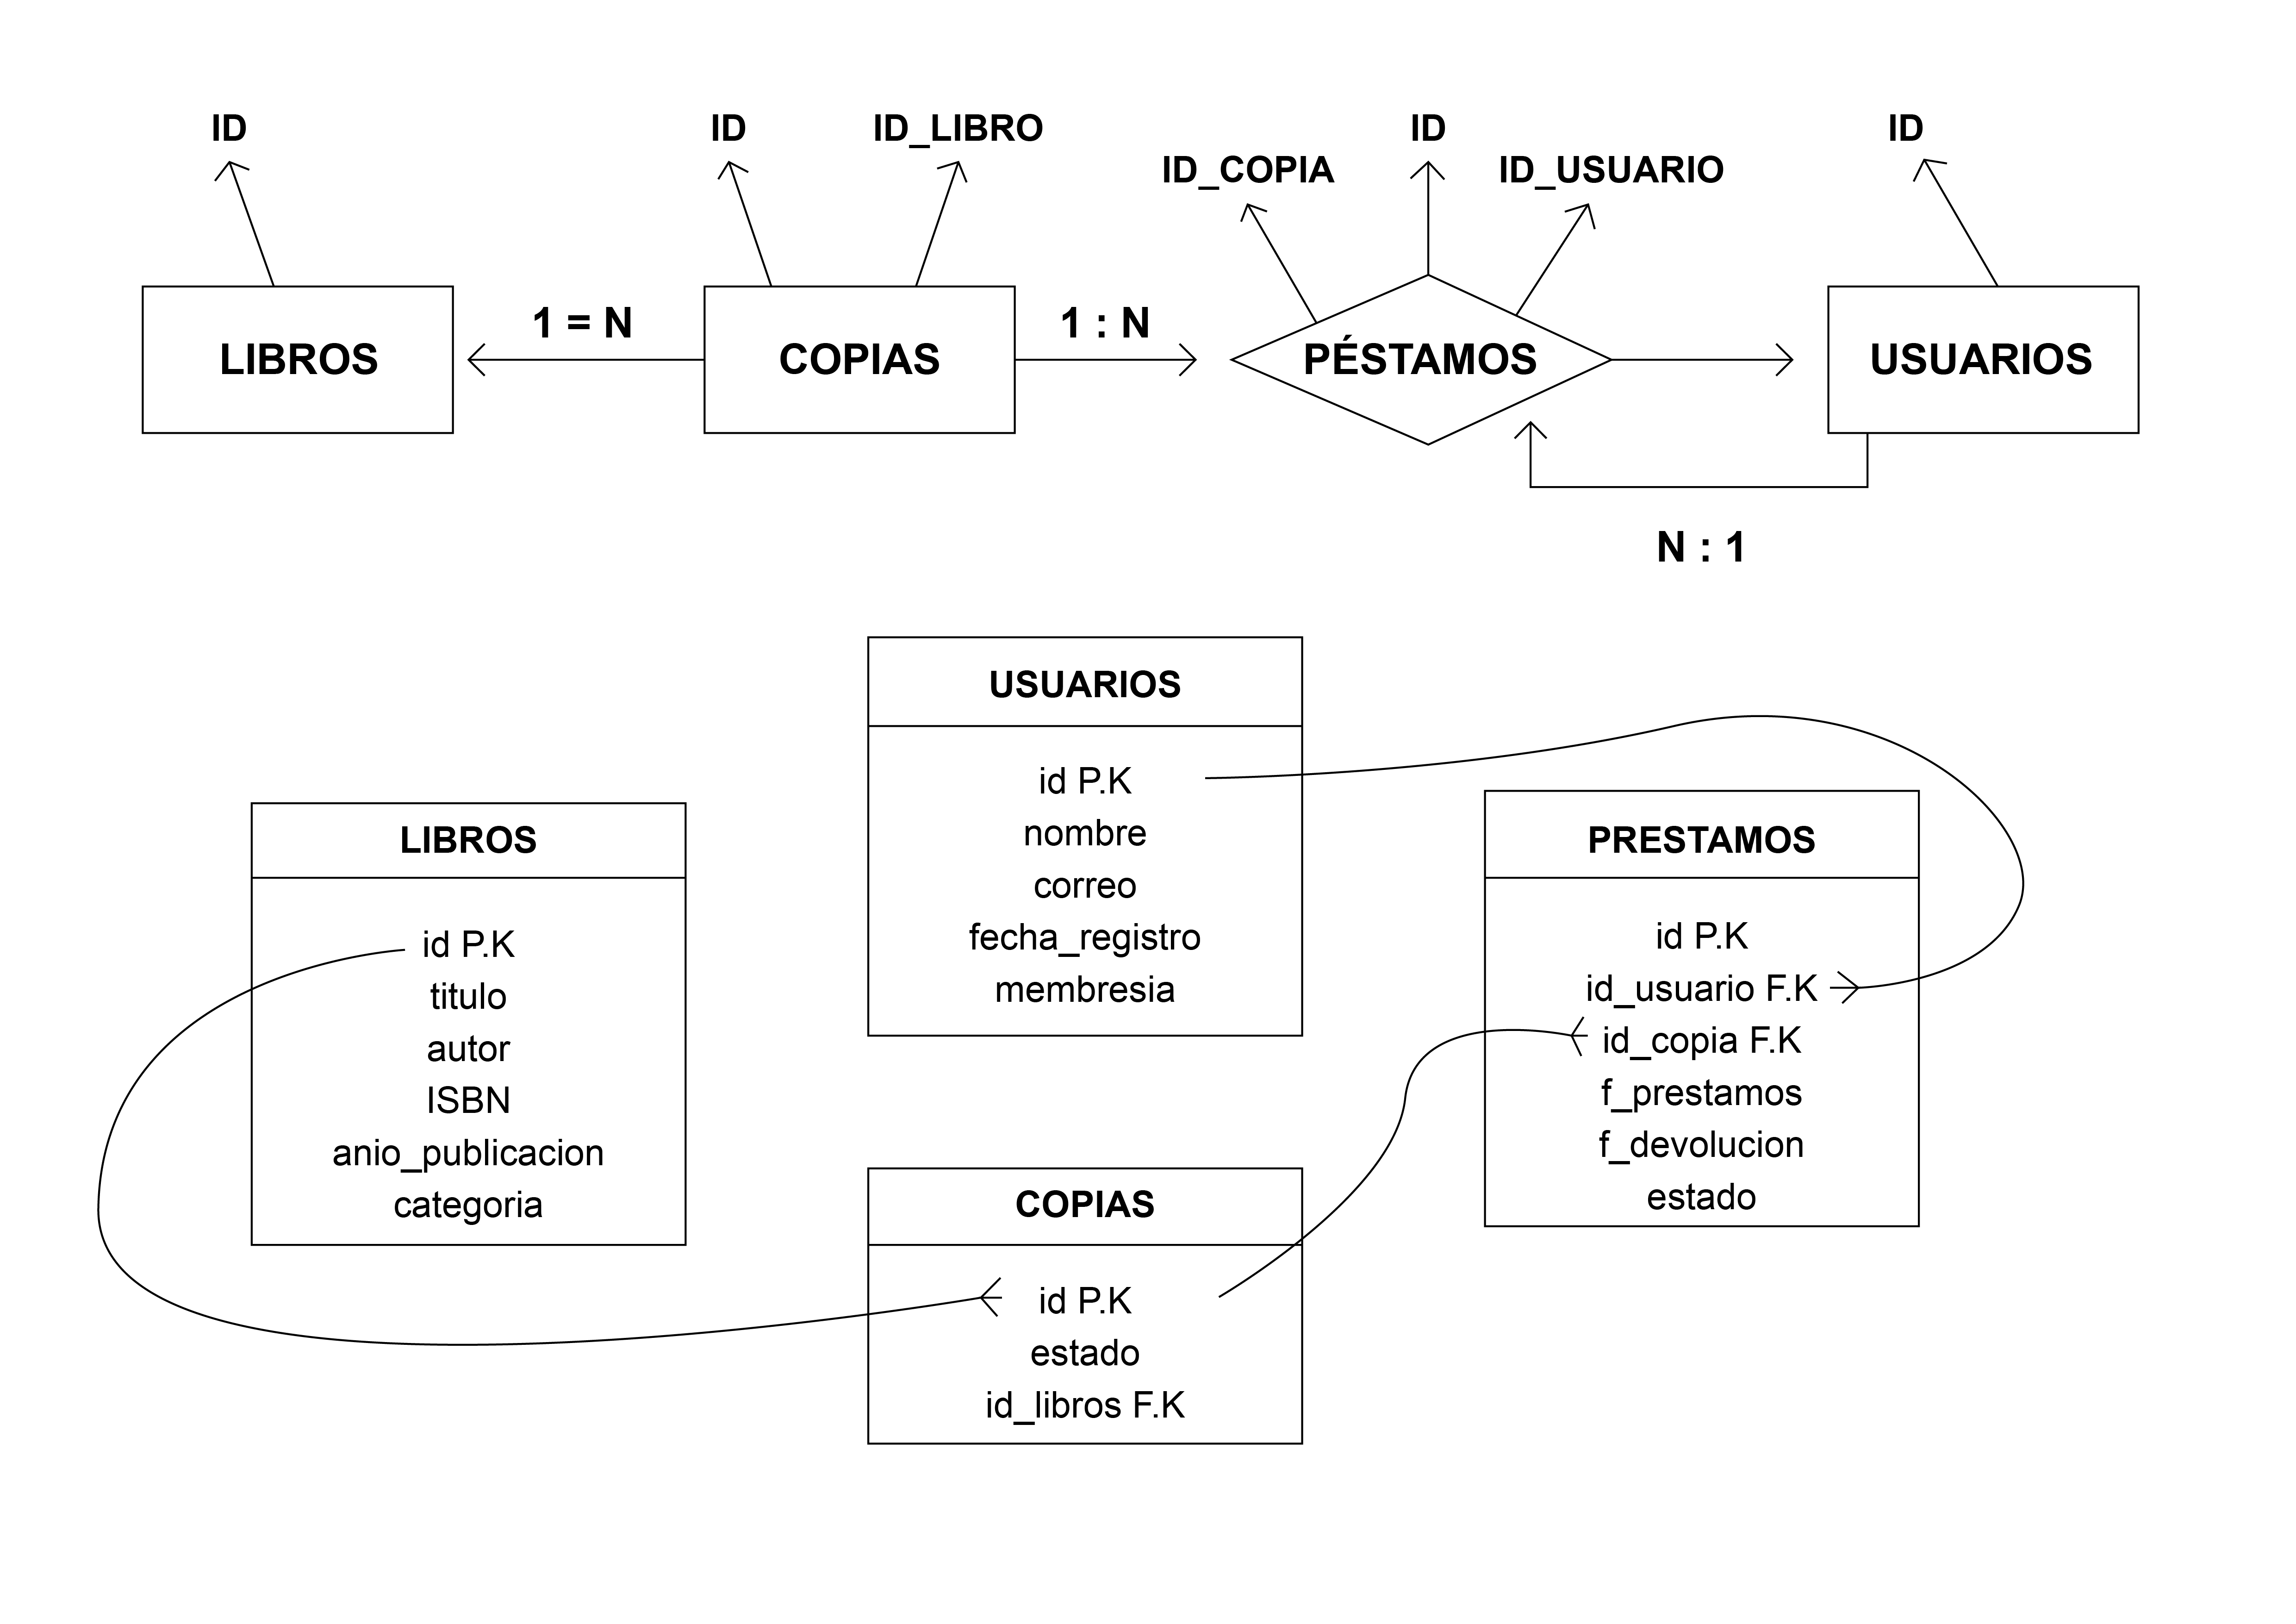 ID
ID
ID_LIBRO
ID
ID
ID_COPIA
ID_USUARIO
1 = N
1 : N
LIBROS
COPIAS
PÉSTAMOS
USUARIOS
N : 1
USUARIOS
id P.K
nombre
correo
fecha_registro
membresia
LIBROS
id P.K
titulo
autor
ISBN
anio_publicacion
categoria
PRESTAMOS
id P.K
id_usuario F.K
id_copia F.K
f_prestamos
f_devolucion
estado
COPIAS
id P.K
estado
id_libros F.K